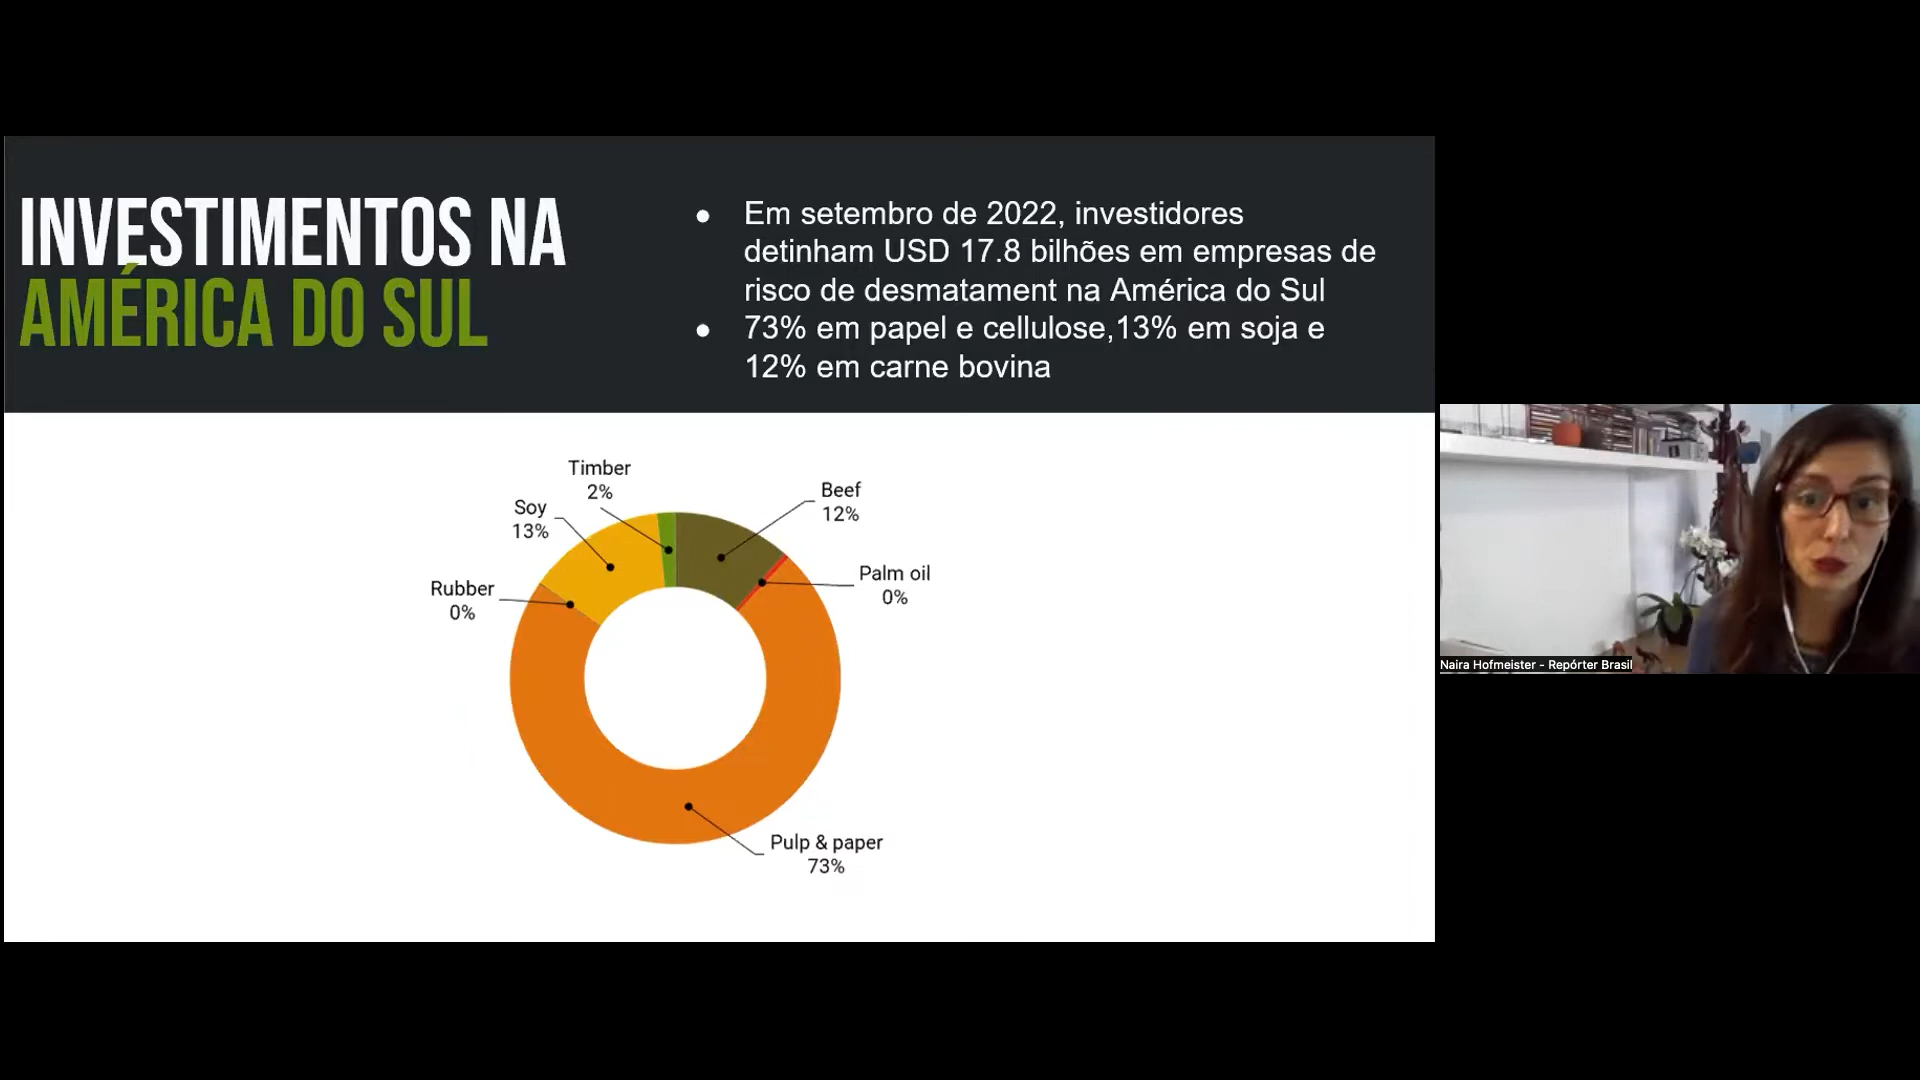 INVESTIMENTOS NA
AMÉRICA DO SUL
● Em setembro de 2022, investidores
detinham USD 17.8 bilhões em empresas de
risco de desmatament na América do Sul
● 73% em papel e cellulose,13% em soja e
12% em carne bovina
Timber
2%
Beef
12%
Soy
13%
Palm oil
0%
Rubber
0%
Pulp & paper
73%
Naira Hofmeister - Repórter Brasil